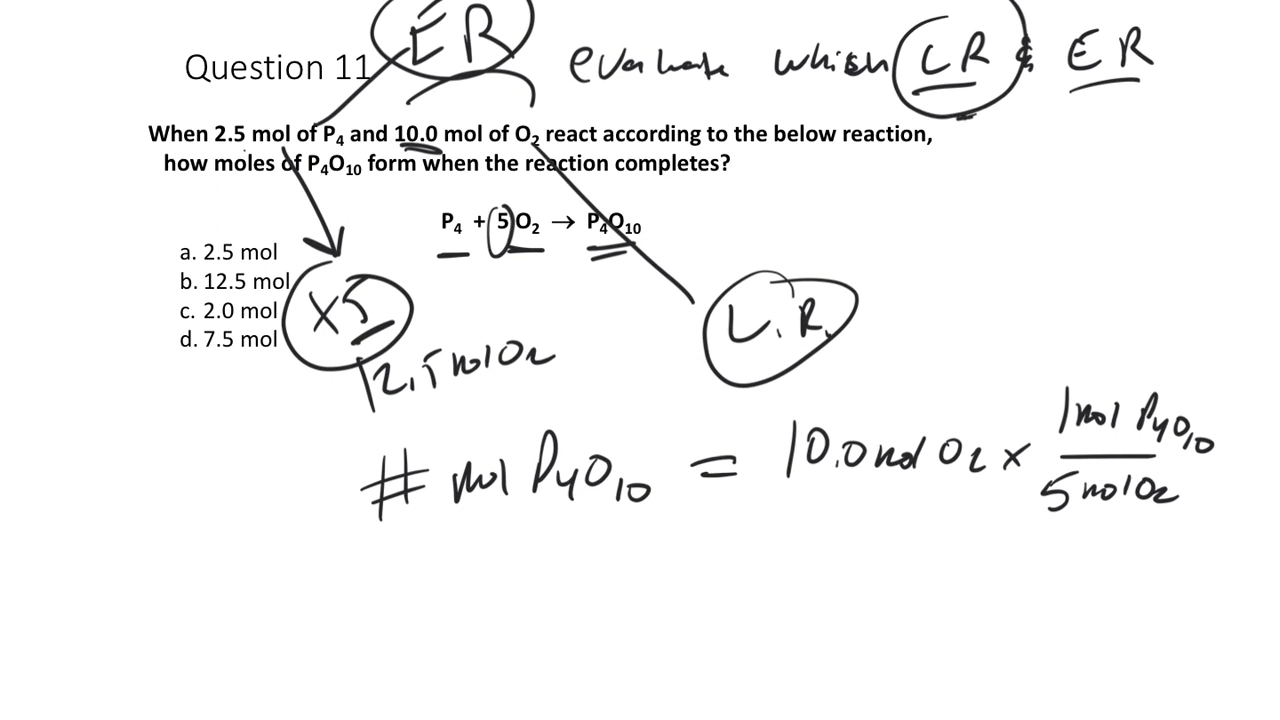 Question 11 ER evaluate which LR & ER
When 2.5 mol of P₄ and 10.0 mol of O₂ react according to the below reaction,
how moles of P₄O₁₀ form when the reaction completes?
P₄ + 5 O₂ → P₄O₁₀
a. 2.5 mol
b. 12.5 mol
c. 2.0 mol
d. 7.5 mol
XS
L.R.
12.5 mol O₂
# mol P₄O₁₀ = 10.0 mol O₂ × 1 mol P₄O₁₀
5 mol O₂